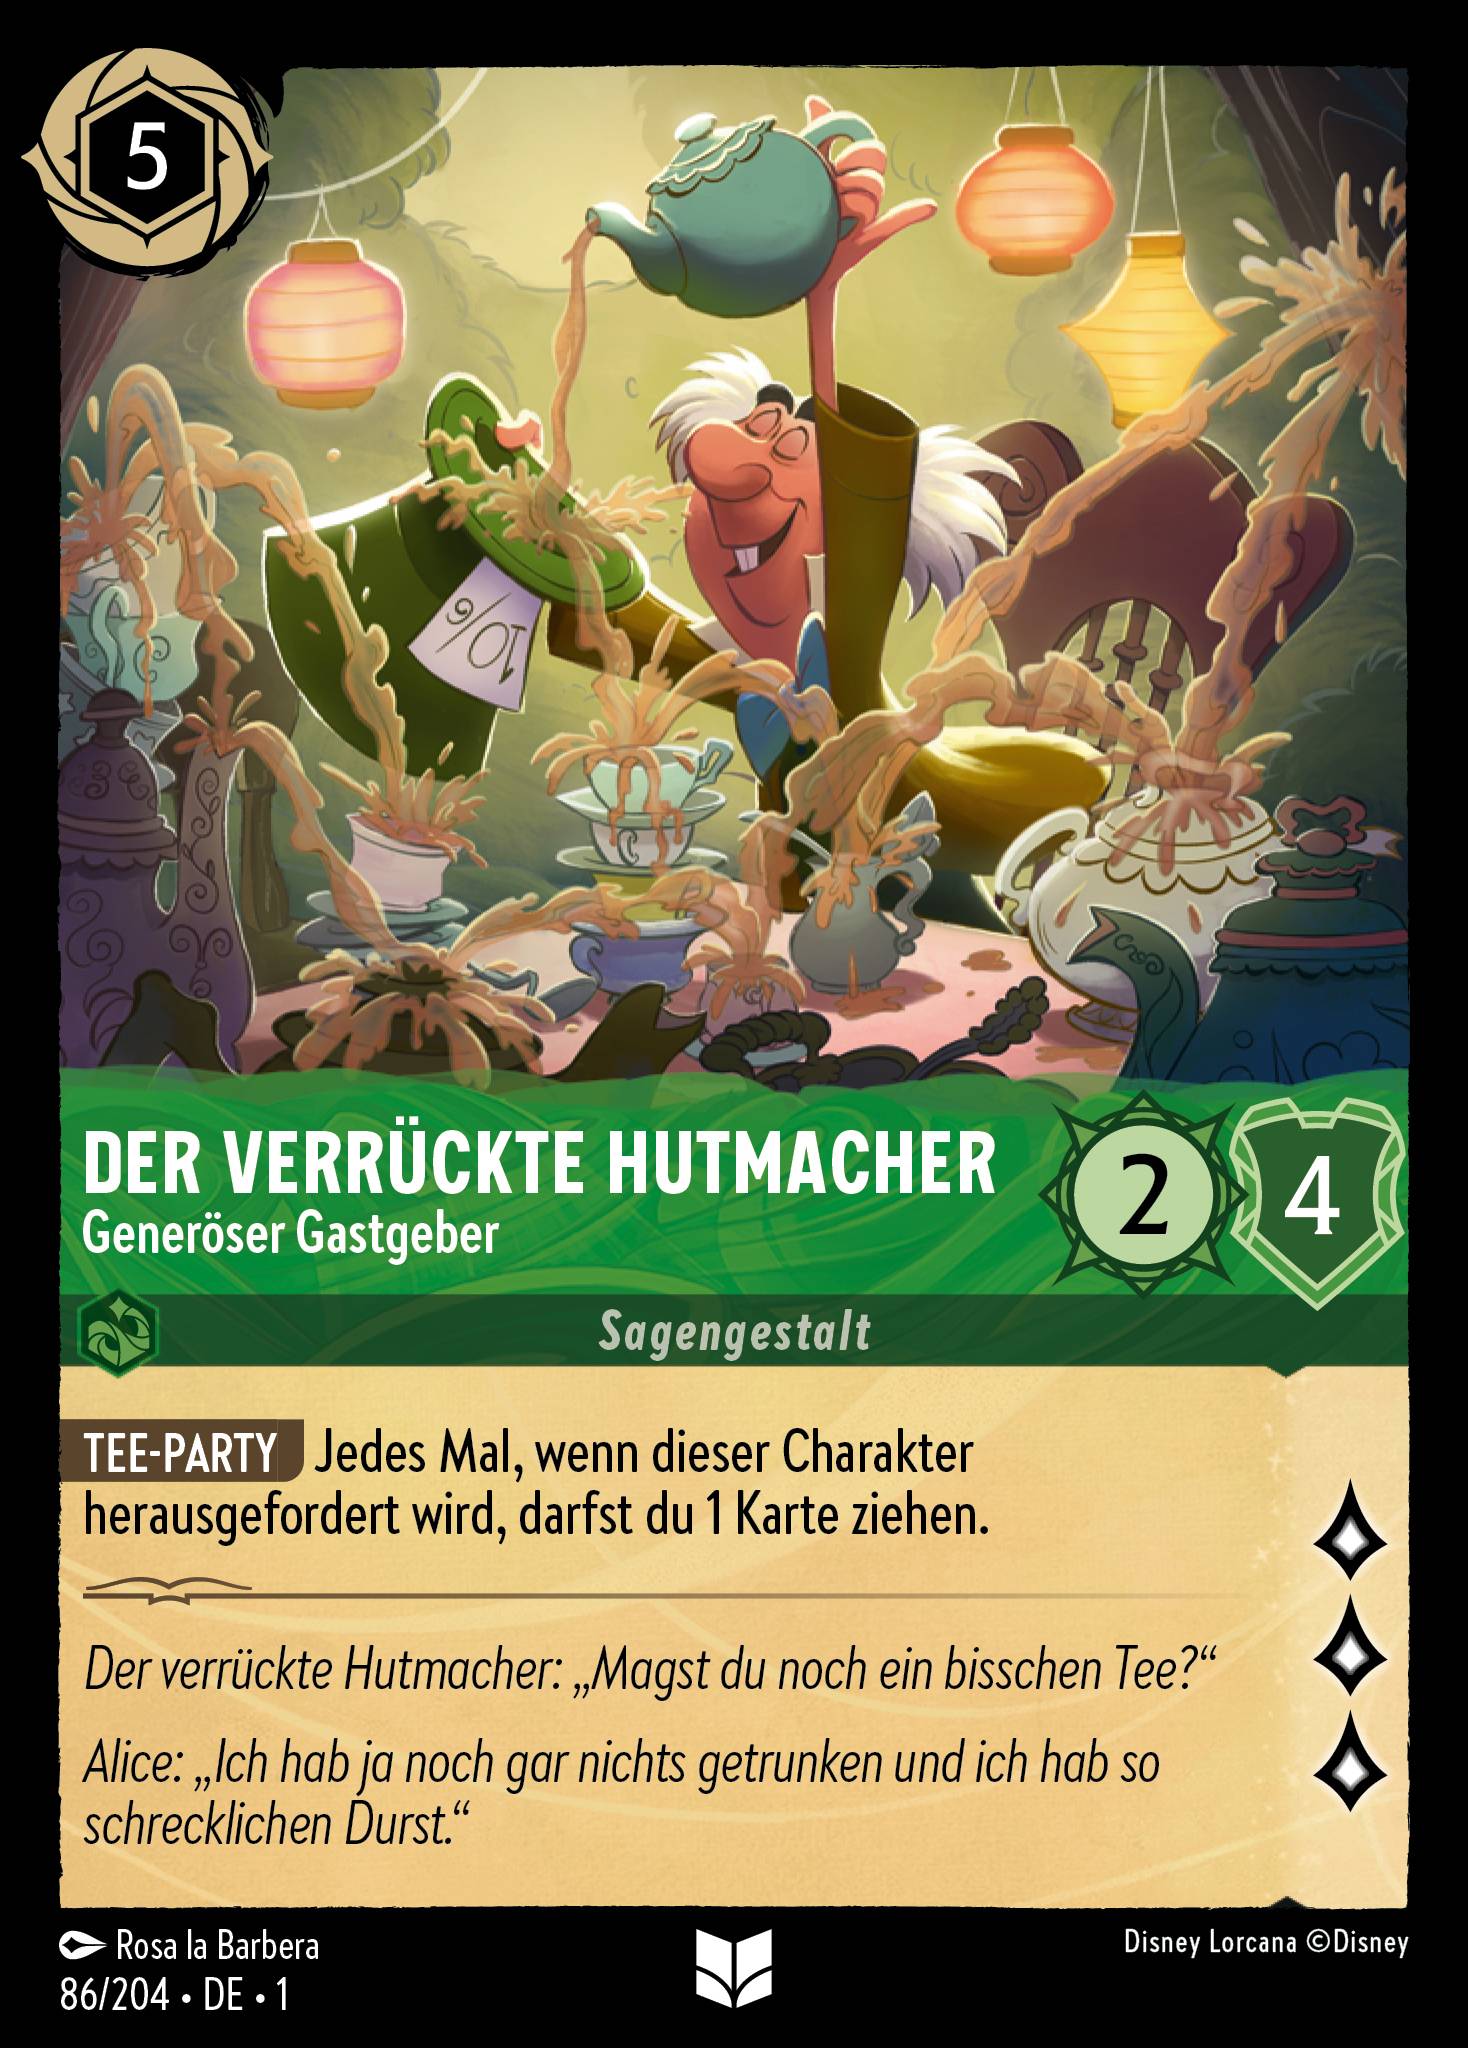 5
10/6
DER VERRÜCKTE HUTMACHER
Generöser Gastgeber
2
4
Sagengestalt
TEE-PARTY Jedes Mal, wenn dieser Charakter
herausgefordert wird, darfst du 1 Karte ziehen.
Der verrückte Hutmacher: „Magst du noch ein bisschen Tee?“
Alice: „Ich hab ja noch gar nichts getrunken und ich hab so
schrecklichen Durst.“
Rosa la Barbera
Disney Lorcana ©Disney
86/204 • DE • 1